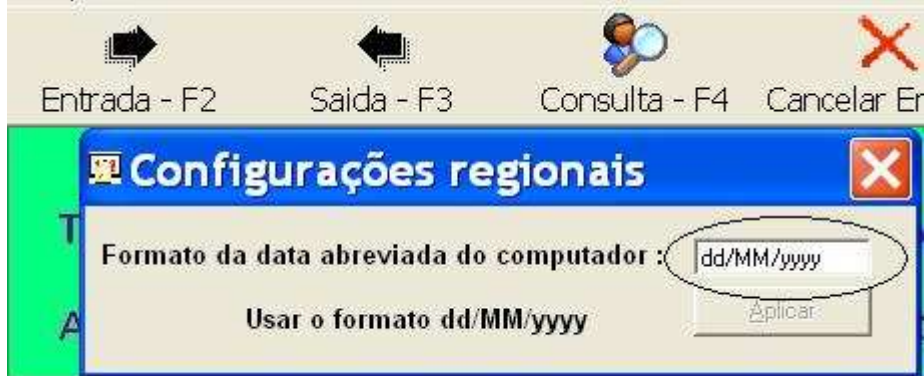 Entrada - F2 Saida - F3 Consulta - F4 Cancelar
Configurações regionais
Formato da data abreviada do computador : dd/MM/yyyy
Usar o formato dd/MM/yyyy Aplicar